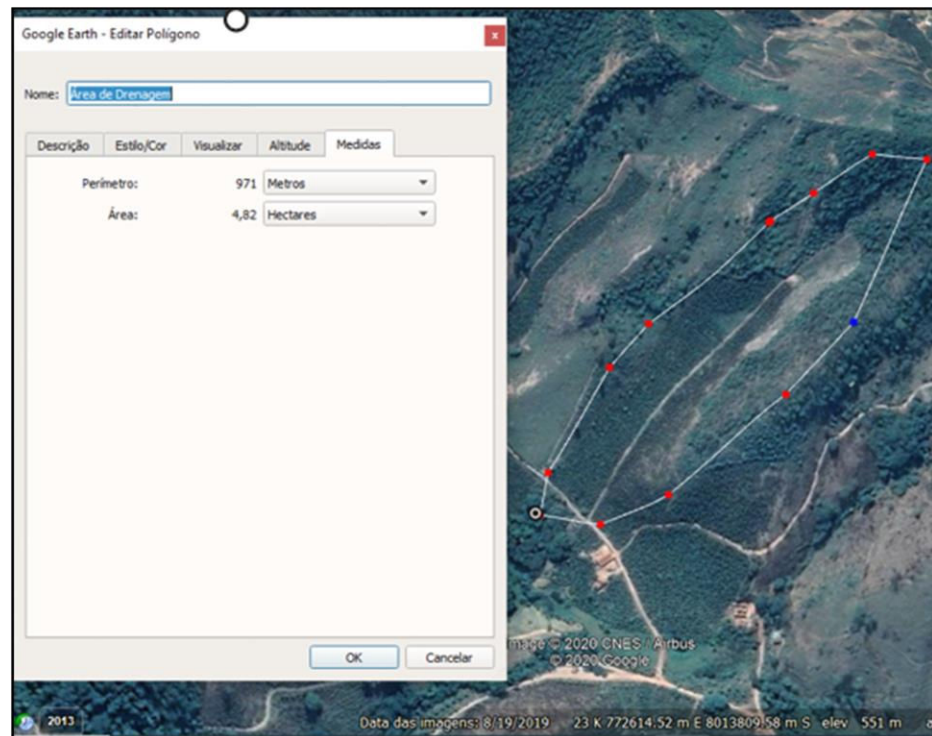 Google Earth - Editar Polígono
x
Nome: Área de Drenagem
Descrição Estilo/Cor Visualizar Altitude Medidas
Perímetro: 971 Metros
Área: 4,82 Hectares
OK Cancelar
Image © 2020 CNES / Airbus
© 2020 Google
2013 Data das imagens: 8/19/2019 23 K 772614.52 m E 8013809.58 m S elev 551 m a